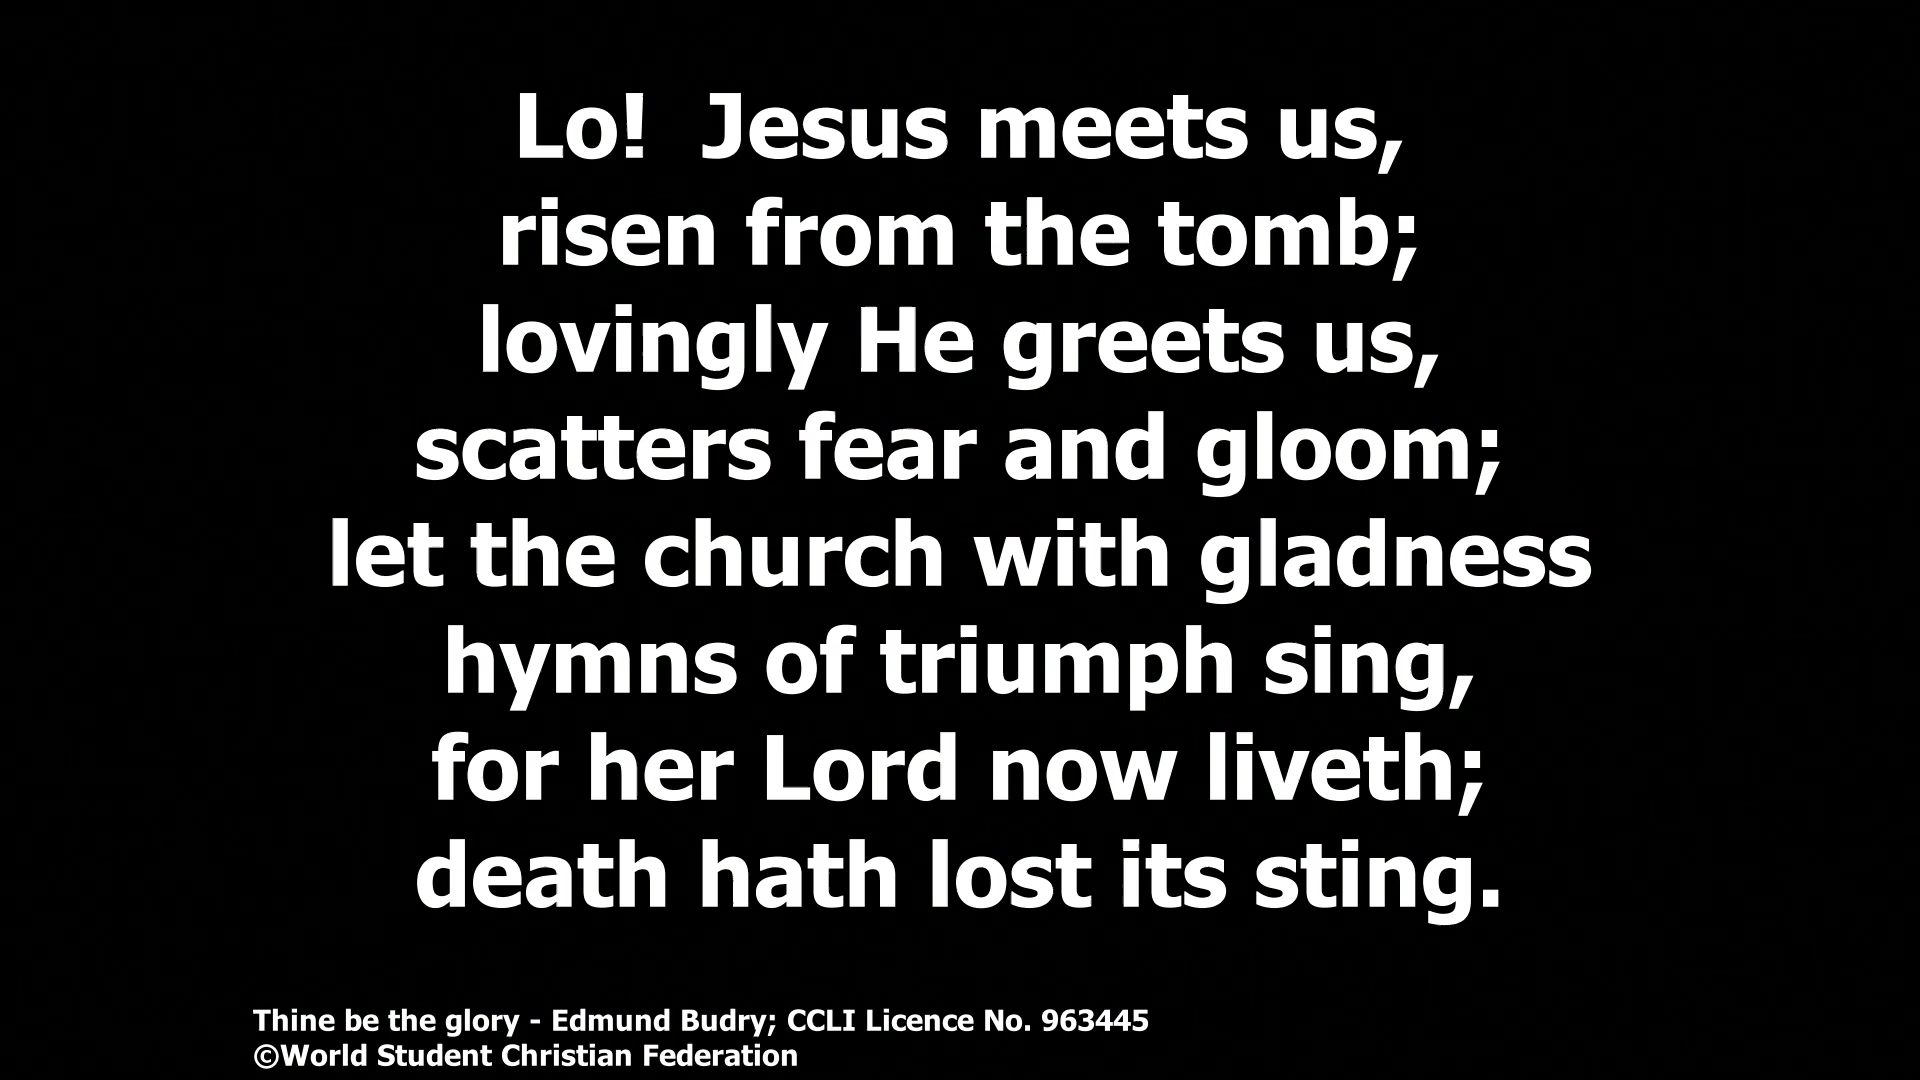 Lo!  Jesus meets us,
risen from the tomb;
lovingly He greets us,
scatters fear and gloom;
let the church with gladness
hymns of triumph sing,
for her Lord now liveth;
death hath lost its sting.
Thine be the glory - Edmund Budry; CCLI Licence No. 963445
©World Student Christian Federation